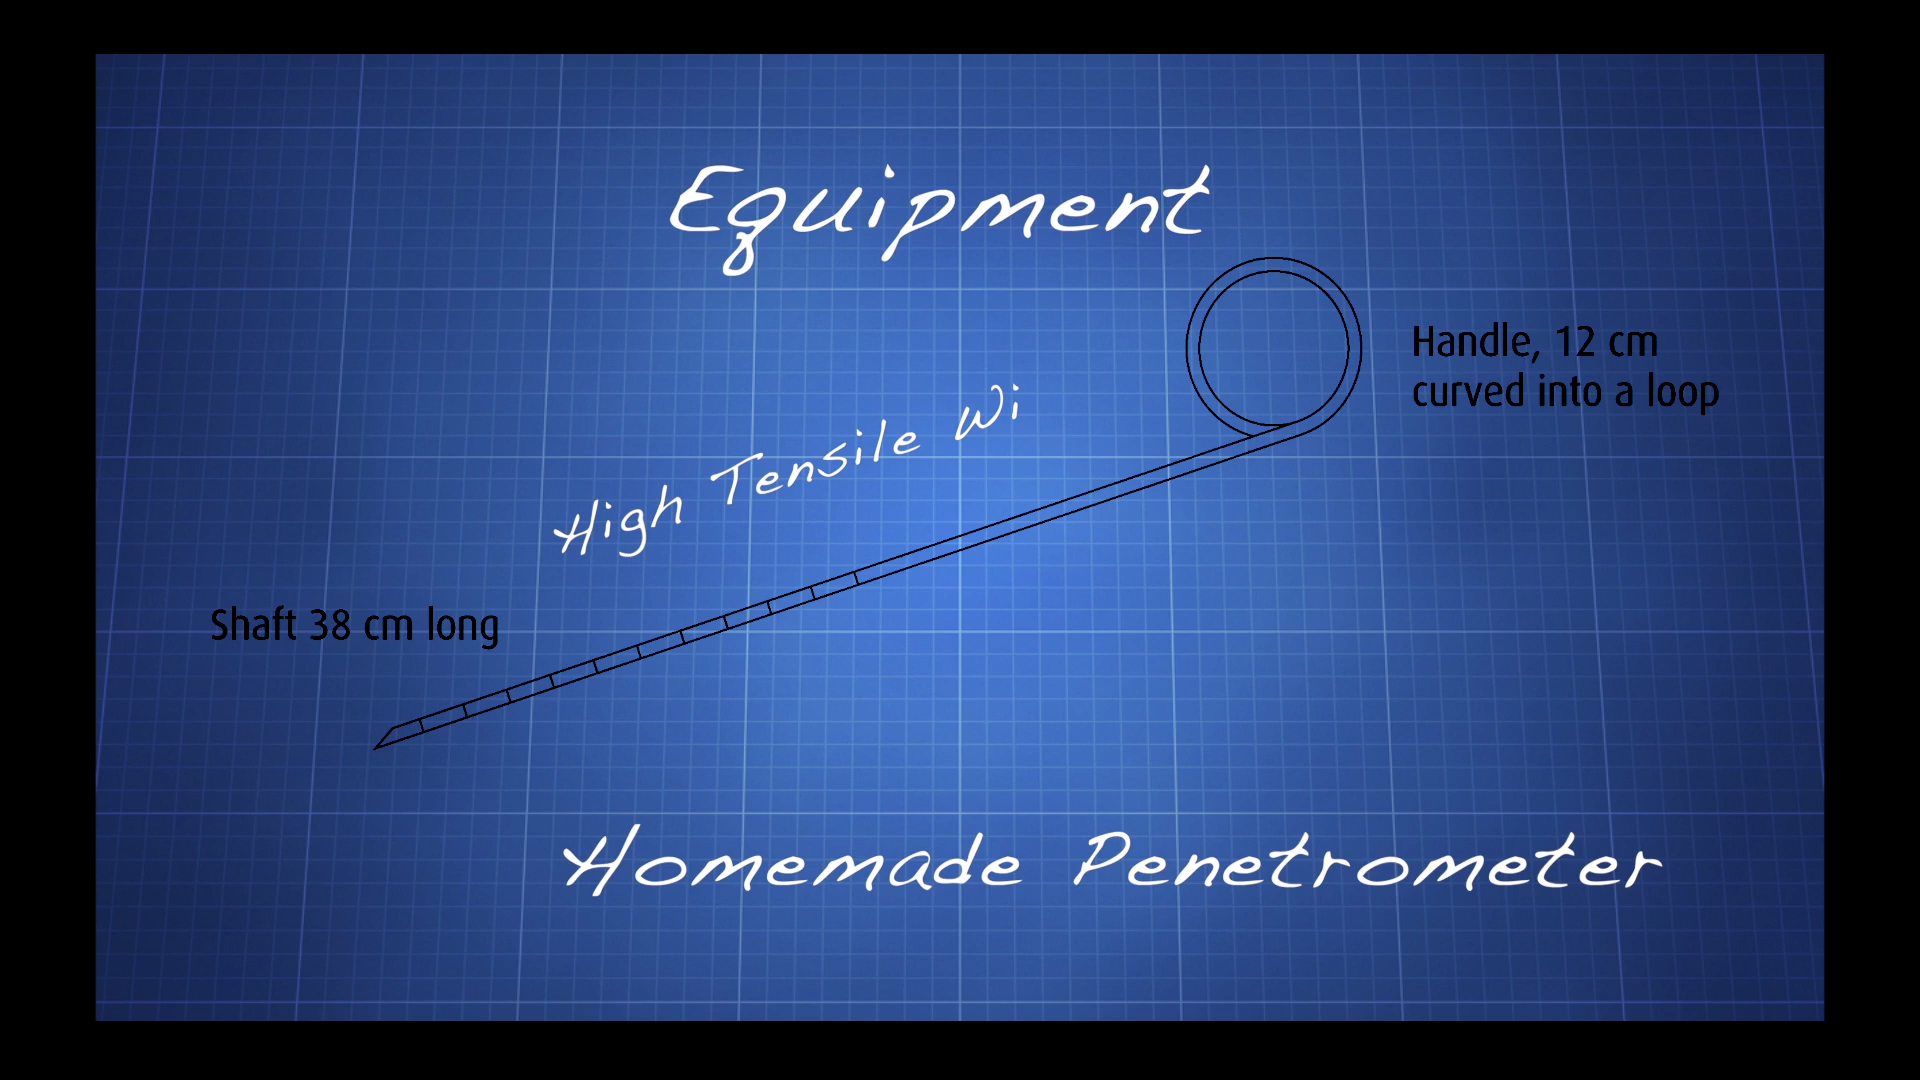 Equipment
Handle, 12 cm
curved into a loop
High Tensile Wi
Shaft 38 cm long
Homemade Penetrometer